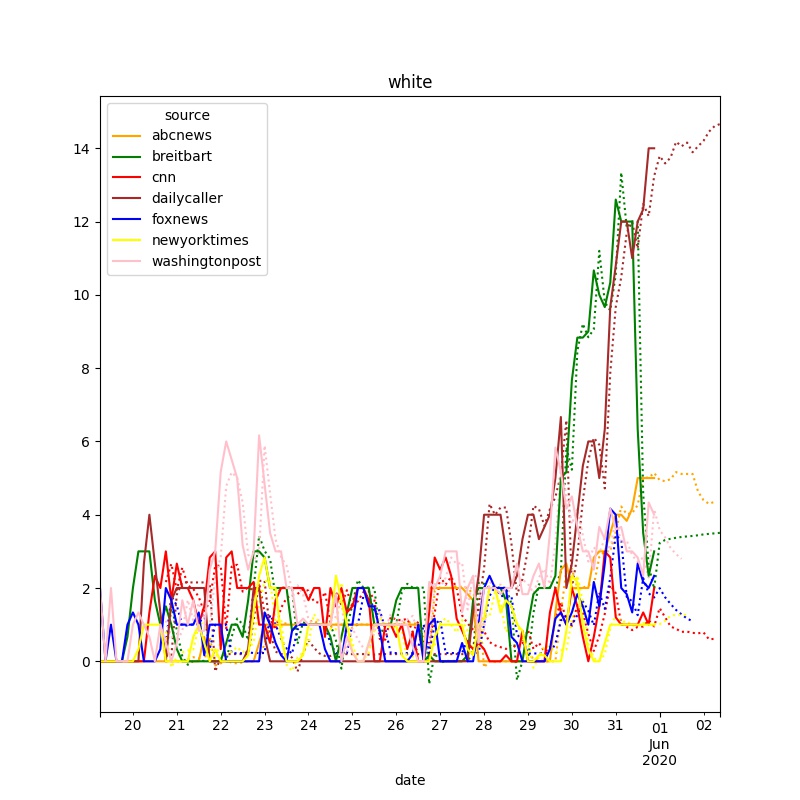 white
source
abcnews
breitbart
cnn
dailycaller
foxnews
newyorktimes
washingtonpost
14
12
10
8
6
4
2
0
20 21 22 23 24 25 26 27 28 29 30 31 01 02
Jun
2020
date